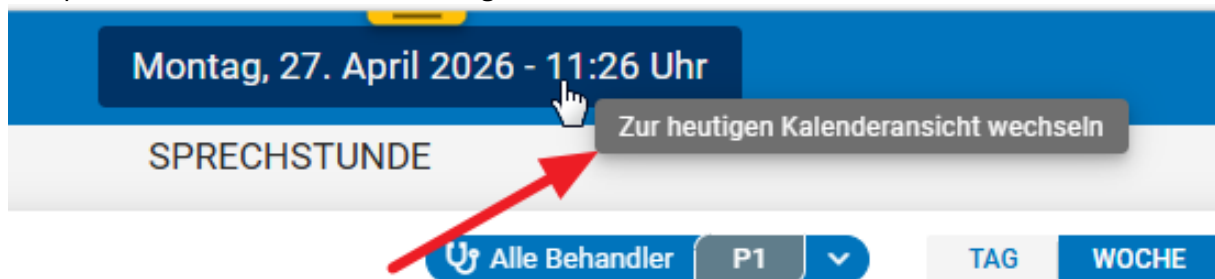 Montag, 27. April 2026 - 11:26 Uhr
Zur heutigen Kalenderansicht wechseln
SPRECHSTUNDE
Alle Behandler P1 TAG WOCHE